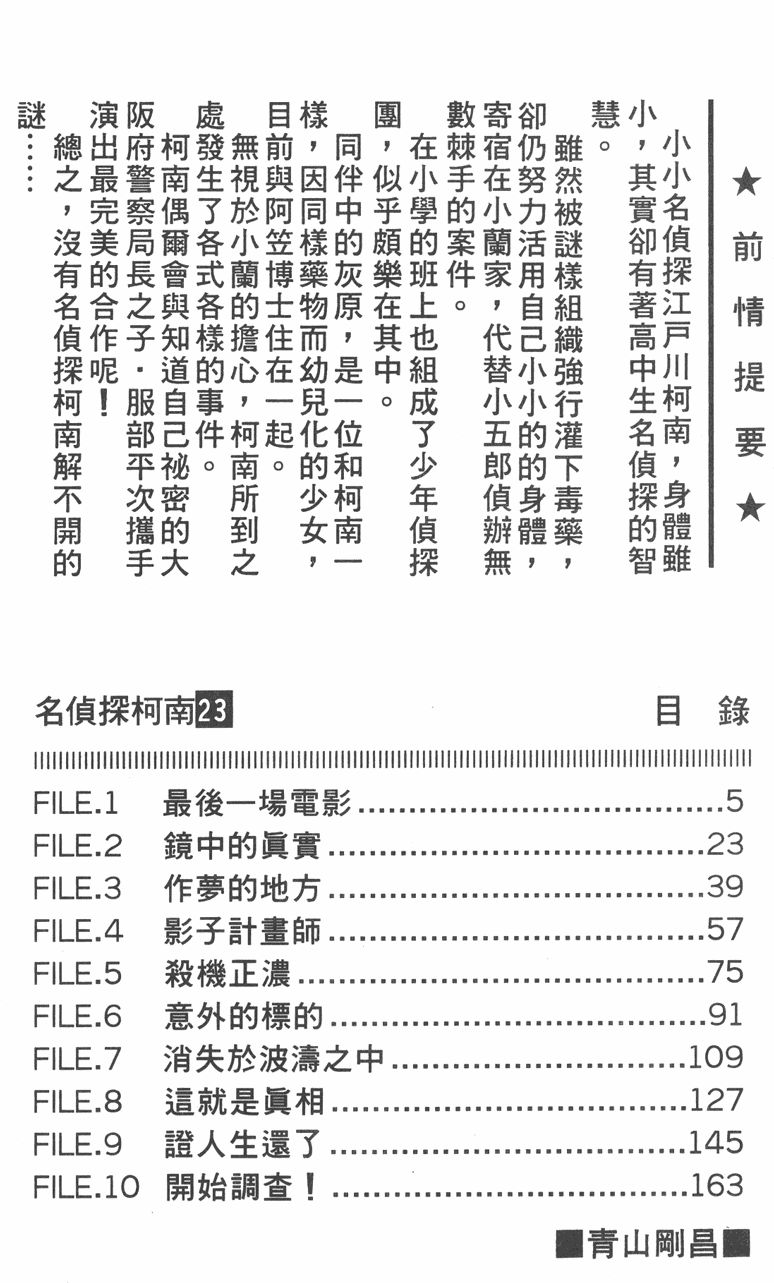 ★前情提要★
小小名偵探江戶川柯南，身體雖
小，其實卻有著高中生名偵探的智
慧。
雖然被謎樣組織強行灌下毒藥，
卻仍努力活用自己小小的的身體，
寄宿在小蘭家，代替小五郎偵辦無
數棘手的案件。
在小學的班上也組成了少年偵探
團，似乎頗樂在其中。
同伴中的灰原，是一位和柯南一
樣，因同樣藥物而幼兒化的少女，
目前與阿笠博士住在一起。
無視於小蘭的擔心，柯南所到之
處發生了各式各樣的事件。
柯南偶爾會與知道自己祕密的大
阪府警察局長之子．服部平次攜手
演出最完美的合作呢！
總之，沒有名偵探柯南解不開的
謎……
名偵探柯南23 目錄
FILE.1 最後一場電影....................................5
FILE.2 鏡中的眞實....................................23
FILE.3 作夢的地方....................................39
FILE.4 影子計畫師....................................57
FILE.5 殺機正濃.......................................75
FILE.6 意外的標的....................................91
FILE.7 消失於波濤之中............................109
FILE.8 這就是眞相..................................127
FILE.9 證人生還了..................................145
FILE.10 開始調查！..................................163
■青山剛昌■